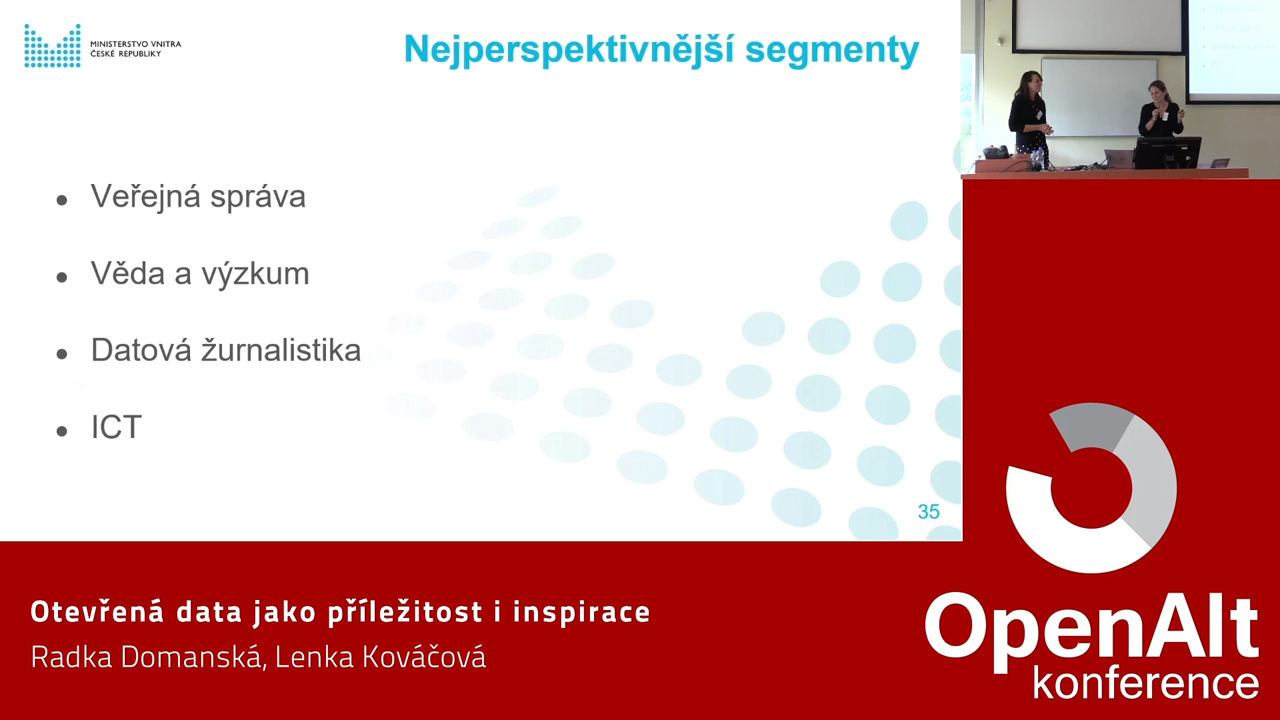 MINISTERSTVO VNITRA
ČESKÉ REPUBLIKY
Nejperspektivnější segmenty
• Veřejná správa
• Věda a výzkum
• Datová žurnalistika
• ICT
35
Otevřená data jako příležitost i inspirace
Radka Domanská, Lenka Kováčová
OpenAlt
konference